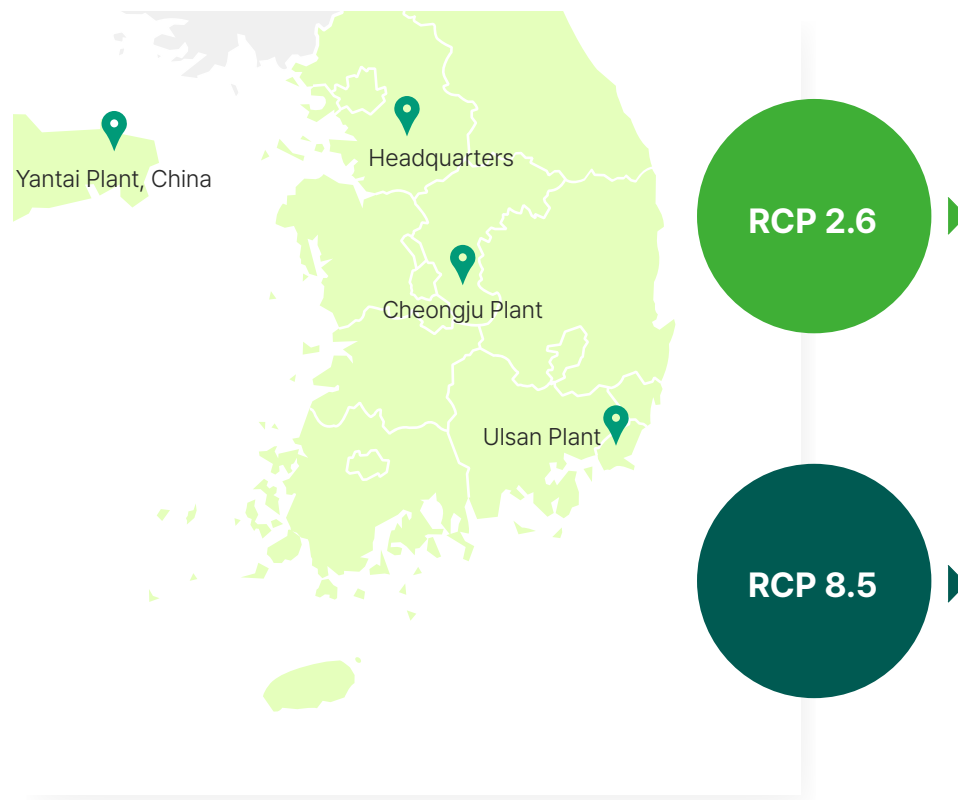 Headquarters
Yantai Plant, China
Cheongju Plant
Ulsan Plant
RCP 2.6
RCP 8.5